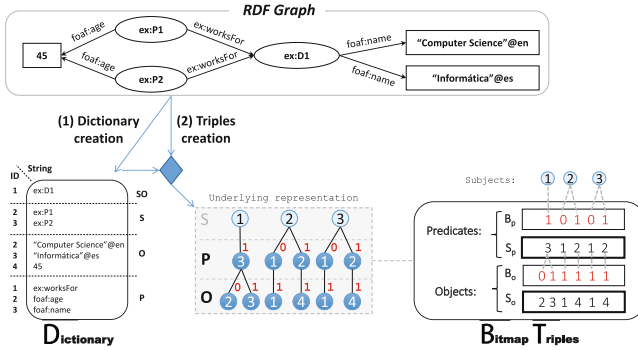 RDF Graph
ex:P1
ex:worksFor
foaf:age
45
foaf:age
ex:P2
ex:worksFor
ex:D1
foaf:name
"Computer Science"@en
foaf:name
"Informática"@es
(1) Dictionary creation
(2) Triples creation
ID String
1 ex:D1 SO
2 ex:P1 S
3 ex:P2
2 "Computer Science"@en O
3 "Informática"@es
4 45
1 ex:worksFor P
2 foaf:age
3 foaf:name
Dictionary
Underlying representation
S 1 2 3
1 0 1 0 1
P 3 1 2 1 2
0 1 1 1 1 1
O 2 3 1 4 1 4
Subjects: 1 2 3
Predicates:
Bp 1 0 1 0 1
Sp 3 1 2 1 2
Objects:
Bo 0 1 1 1 1 1
So 2 3 1 4 1 4
Bitmap Triples